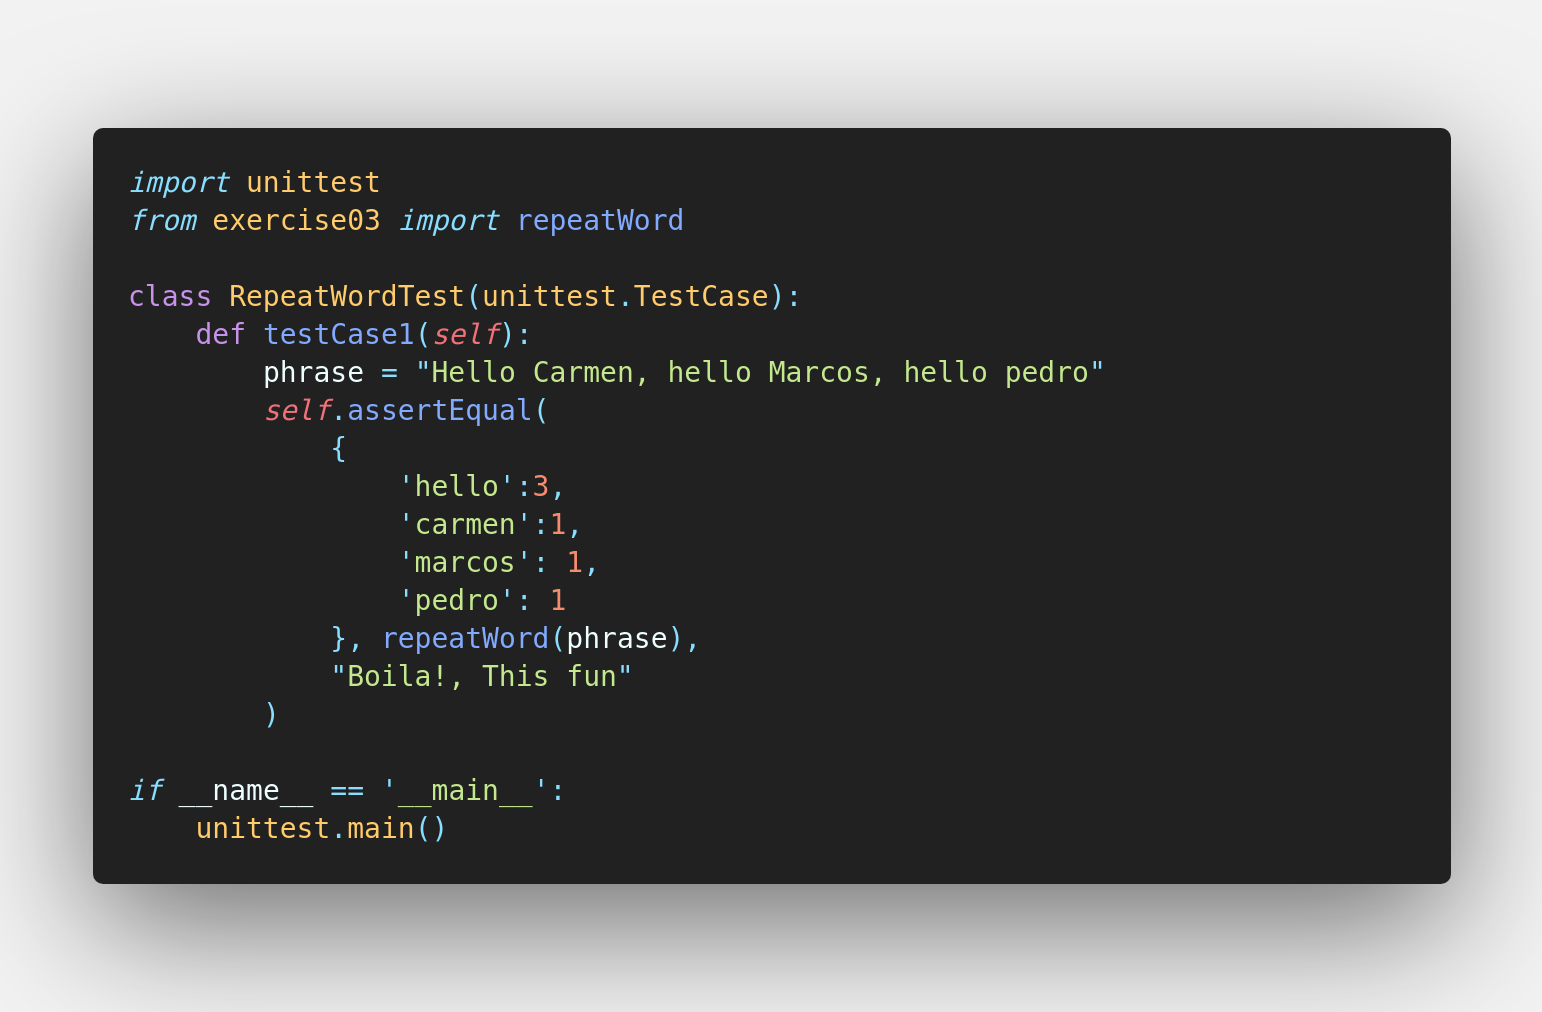 import unittest
from exercise03 import repeatWord
class RepeatWordTest(unittest.TestCase):
    def testCase1(self):
        phrase = "Hello Carmen, hello Marcos, hello pedro"
        self.assertEqual(
            {
                'hello':3,
                'carmen':1,
                'marcos': 1,
                'pedro': 1
            }, repeatWord(phrase),
            "Boila!, This fun"
        )
if __name__ == '__main__':
    unittest.main()